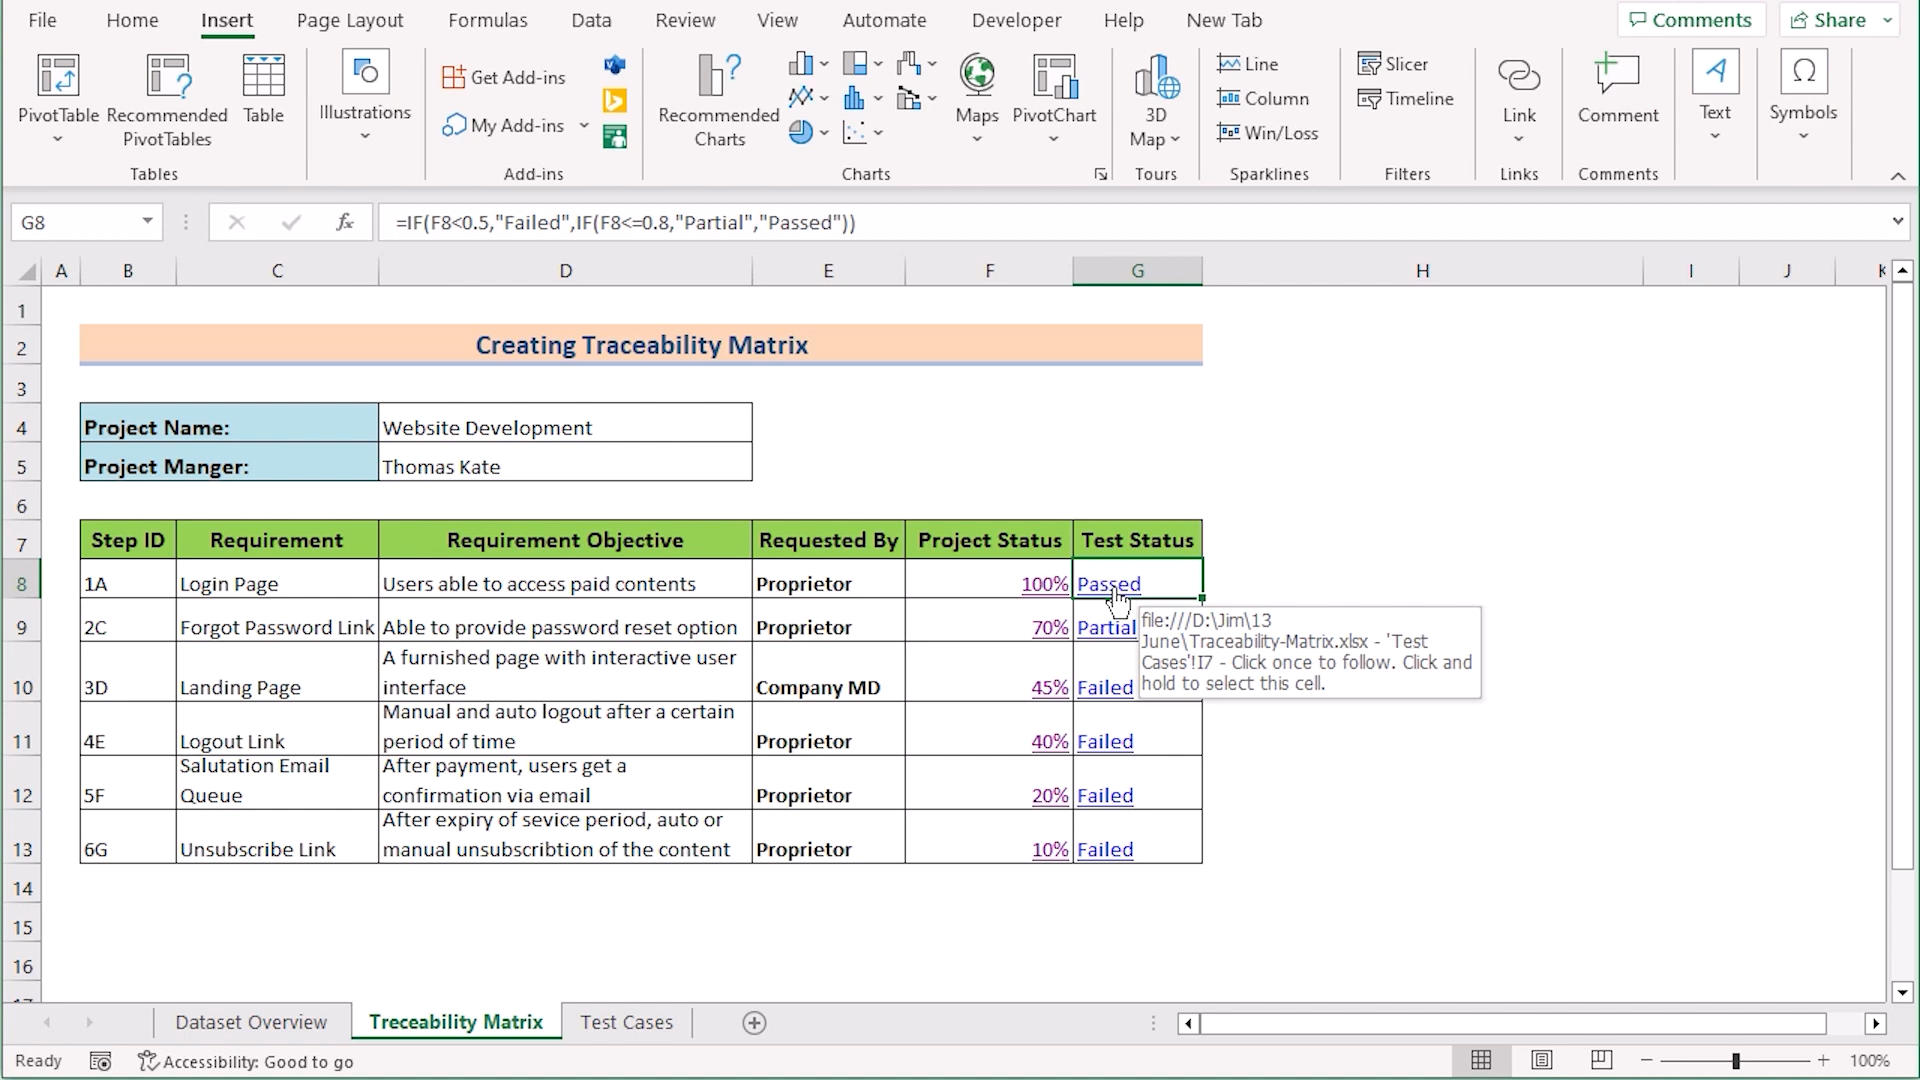 File Home Insert Page Layout Formulas Data Review View Automate Developer Help New Tab Comments Share
PivotTable Recommended PivotTables Table Illustrations Get Add-ins My Add-ins Recommended Charts Maps PivotChart 3D Map Line Column Win/Loss Slicer Timeline Link Comment Text Symbols
Tables Add-ins Charts Tours Sparklines Filters Links Comments
G8 fx =IF(F8<0.5,"Failed",IF(F8<=0.8,"Partial","Passed"))
A B C D E F G H I J K
1
2 Creating Traceability Matrix
3
4 Project Name: Website Development
5 Project Manger: Thomas Kate
6
7 Step ID Requirement Requirement Objective Requested By Project Status Test Status
8 1A Login Page Users able to access paid contents Proprietor 100% Passed
9 2C Forgot Password Link Able to provide password reset option Proprietor 70% Partial
file:///D:\Jim\13
June\Traceability-Matrix.xlsx - 'Test
Cases'!I7 - Click once to follow. Click and
hold to select this cell.
A furnished page with interactive user
10 3D Landing Page interface Company MD 45% Failed
Manual and auto logout after a certain
11 4E Logout Link period of time Proprietor 40% Failed
Salutation Email After payment, users get a
12 5F Queue confirmation via email Proprietor 20% Failed
After expiry of sevice period, auto or
13 6G Unsubscribe Link manual unsubscribtion of the content Proprietor 10% Failed
14
15
16
Dataset Overview Treceability Matrix Test Cases
Ready Accessibility: Good to go 100%